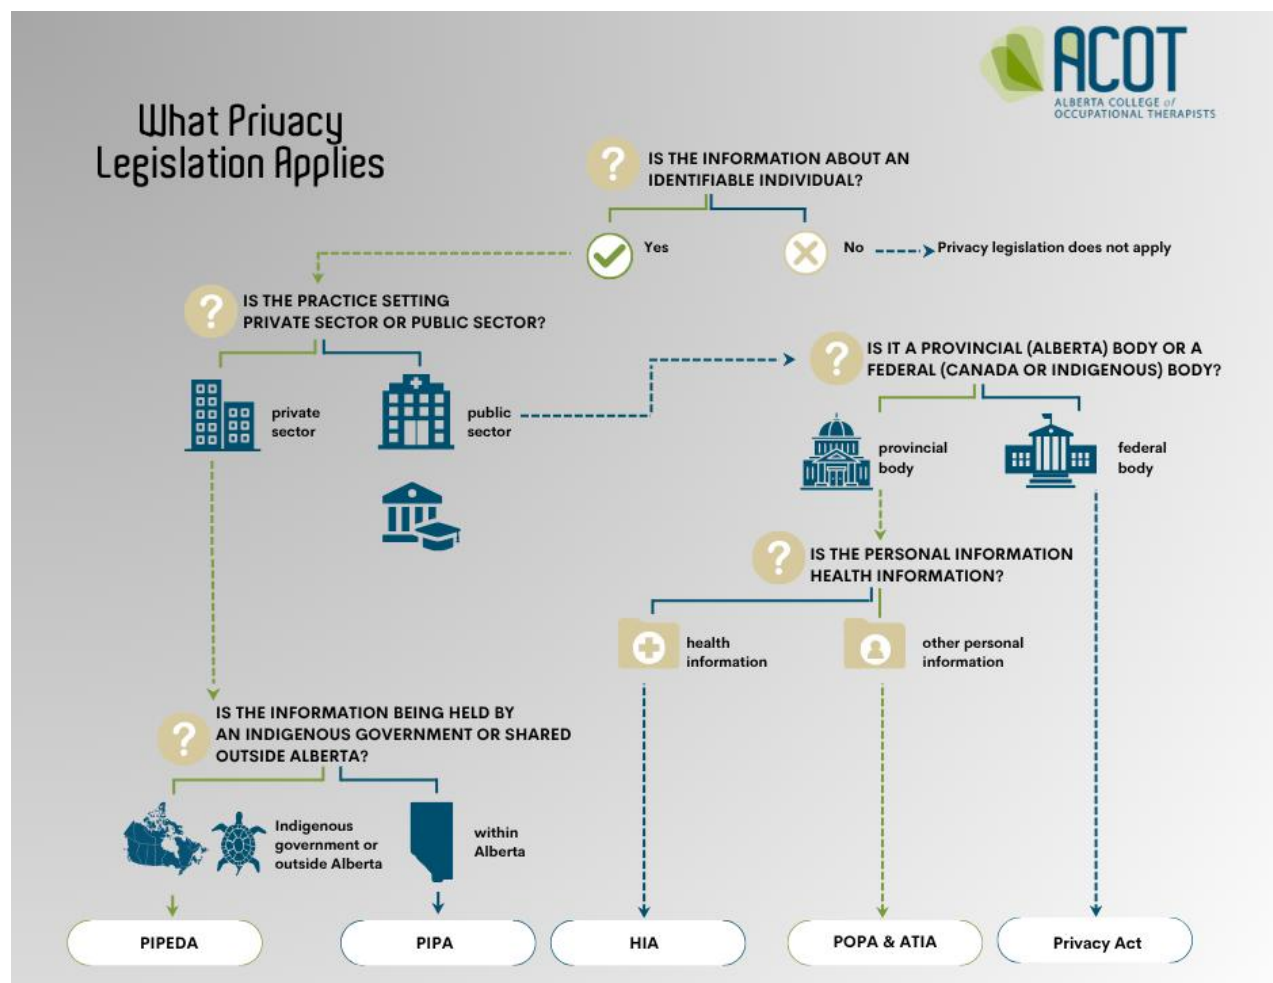 ACOT
ALBERTA COLLEGE of
OCCUPATIONAL THERAPISTS
What Privacy
Legislation Applies
? IS THE INFORMATION ABOUT AN
IDENTIFIABLE INDIVIDUAL?
Yes
No
Privacy legislation does not apply
? IS THE PRACTICE SETTING
PRIVATE SECTOR OR PUBLIC SECTOR?
private
sector
public
sector
? IS IT A PROVINCIAL (ALBERTA) BODY OR A
FEDERAL (CANADA OR INDIGENOUS) BODY?
provincial
body
federal
body
? IS THE PERSONAL INFORMATION
HEALTH INFORMATION?
health
information
other personal
information
? IS THE INFORMATION BEING HELD BY
AN INDIGENOUS GOVERNMENT OR SHARED
OUTSIDE ALBERTA?
Indigenous
government or
outside Alberta
within
Alberta
PIPEDA
PIPA
HIA
POPA & ATIA
Privacy Act